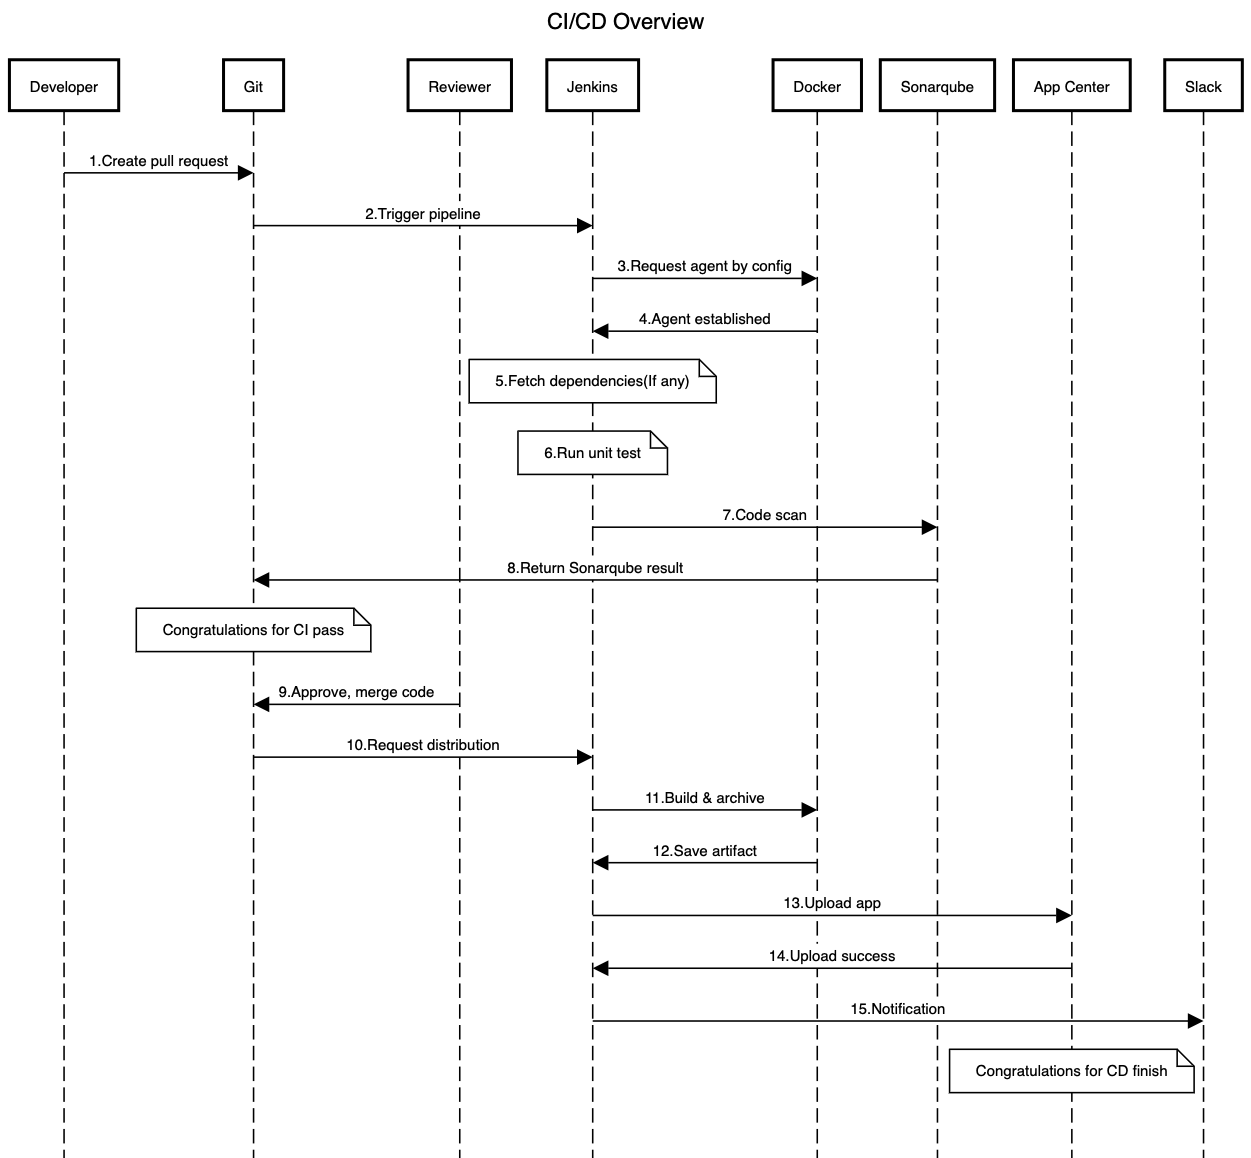 CI/CD Overview
Developer
Git
Reviewer
Jenkins
Docker
Sonarqube
App Center
Slack
1.Create pull request
2.Trigger pipeline
3.Request agent by config
4.Agent established
5.Fetch dependencies(If any)
6.Run unit test
7.Code scan
8.Return Sonarqube result
Congratulations for CI pass
9.Approve, merge code
10.Request distribution
11.Build & archive
12.Save artifact
13.Upload app
14.Upload success
15.Notification
Congratulations for CD finish